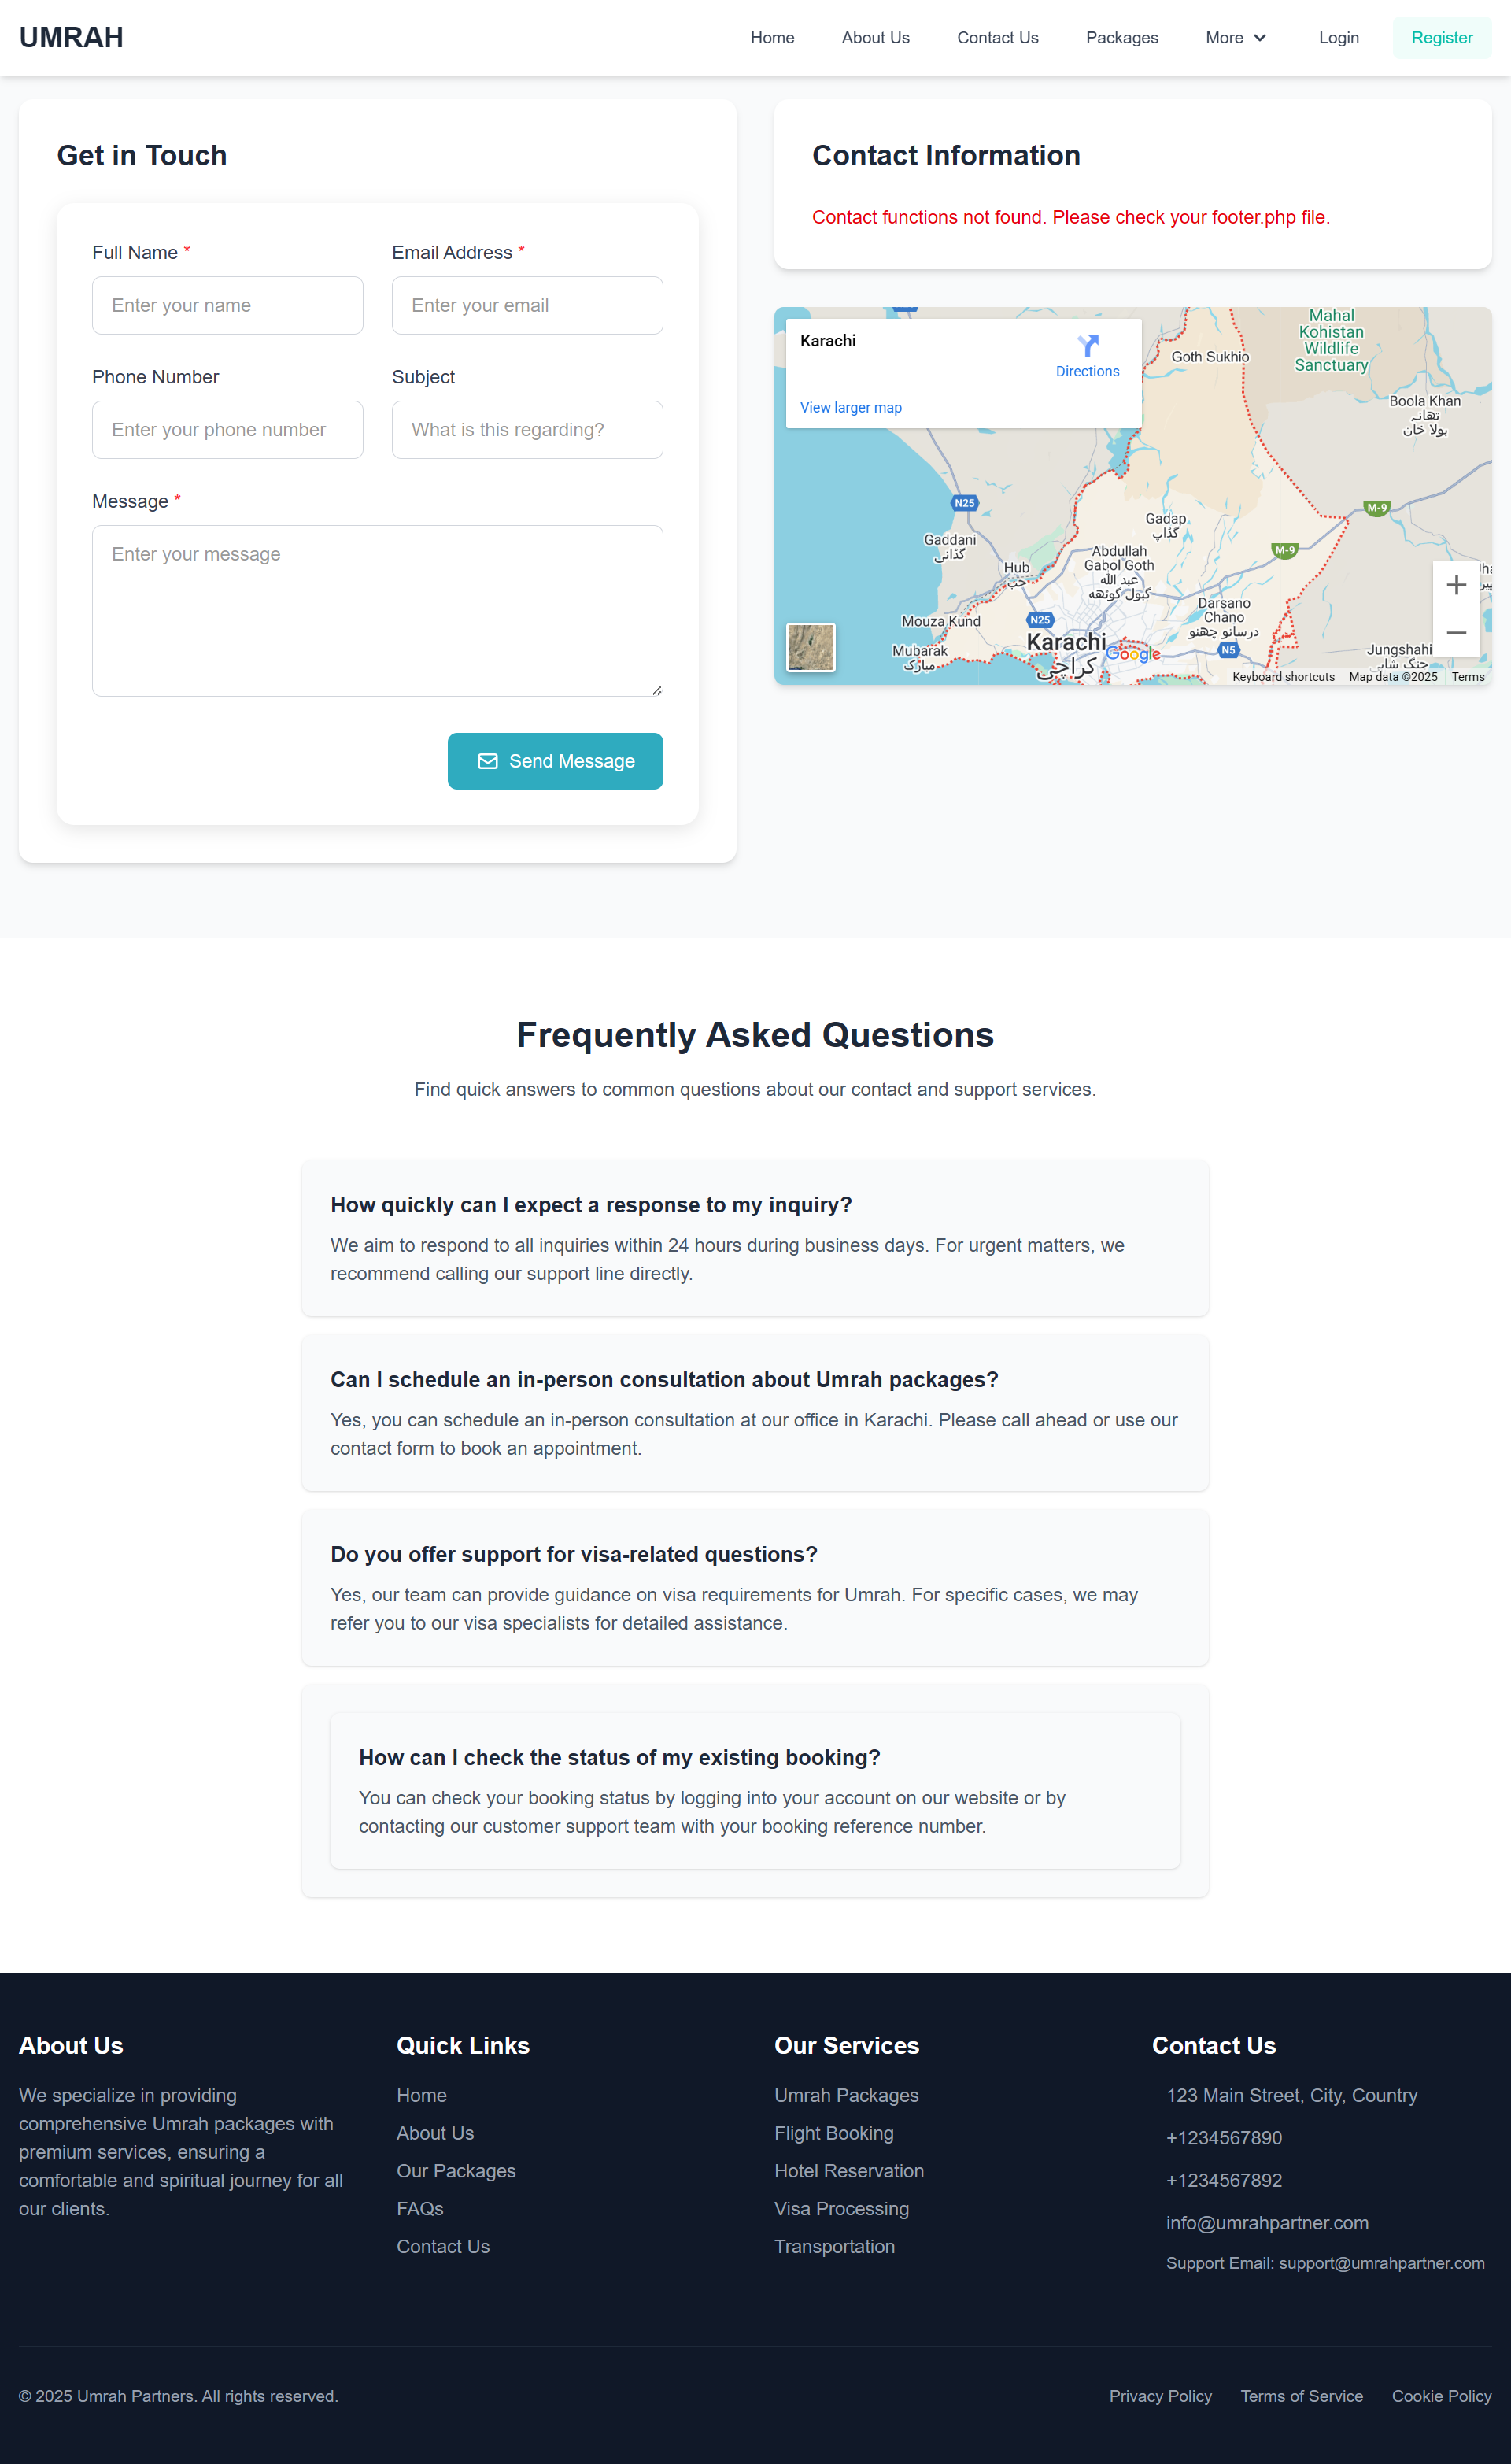 UMRAH
Home
About Us
Contact Us
Packages
More
Login
Register
Get in Touch
Full Name *
Email Address *
Enter your name
Enter your email
Phone Number
Subject
Enter your phone number
What is this regarding?
Message *
Enter your message
Send Message
Contact Information
Contact functions not found. Please check your footer.php file.
Karachi
Directions
View larger map
Mahal
Kohistan
Wildlife
Sanctuary
Goth Sukhio
Boola Khan
تھانہ
بولا خان
N25
M-9
Gadap
گڈاپ
Gaddani
گڈانی
M-9
Abdullah
Gabol Goth
عبد الله
گبول گوٹھ
Hub
حب
Darsano
Chano
درسانو چھنو
Mouza Kund
N25
Karachi
کراچی
Google
N5
Mubarak
مبارک
Jungshahi
Keyboard shortcuts
Map data ©2025
Terms
Frequently Asked Questions
Find quick answers to common questions about our contact and support services.
How quickly can I expect a response to my inquiry?
We aim to respond to all inquiries within 24 hours during business days. For urgent matters, we
recommend calling our support line directly.
Can I schedule an in-person consultation about Umrah packages?
Yes, you can schedule an in-person consultation at our office in Karachi. Please call ahead or use our
contact form to book an appointment.
Do you offer support for visa-related questions?
Yes, our team can provide guidance on visa requirements for Umrah. For specific cases, we may
refer you to our visa specialists for detailed assistance.
How can I check the status of my existing booking?
You can check your booking status by logging into your account on our website or by
contacting our customer support team with your booking reference number.
About Us
We specialize in providing
comprehensive Umrah packages with
premium services, ensuring a
comfortable and spiritual journey for all
our clients.
Quick Links
Home
About Us
Our Packages
FAQs
Contact Us
Our Services
Umrah Packages
Flight Booking
Hotel Reservation
Visa Processing
Transportation
Contact Us
123 Main Street, City, Country
+1234567890
+1234567892
info@umrahpartner.com
Support Email: support@umrahpartner.com
© 2025 Umrah Partners. All rights reserved.
Privacy Policy
Terms of Service
Cookie Policy